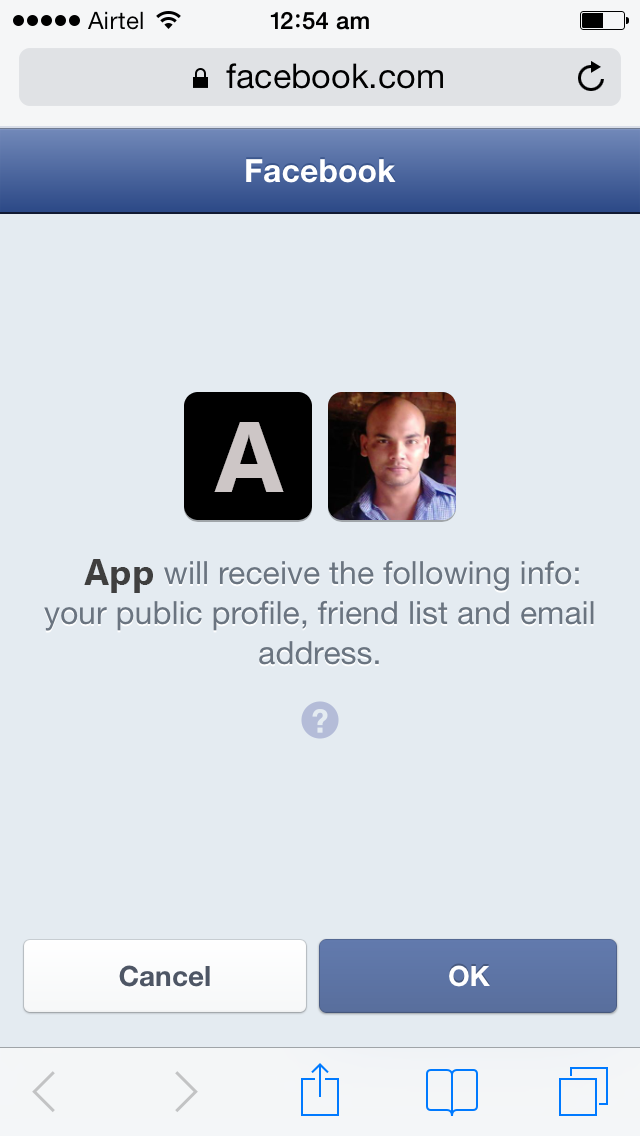 Airtel 12:54 am
facebook.com
Facebook
A
App will receive the following info:
your public profile, friend list and email
address.
?
Cancel OK